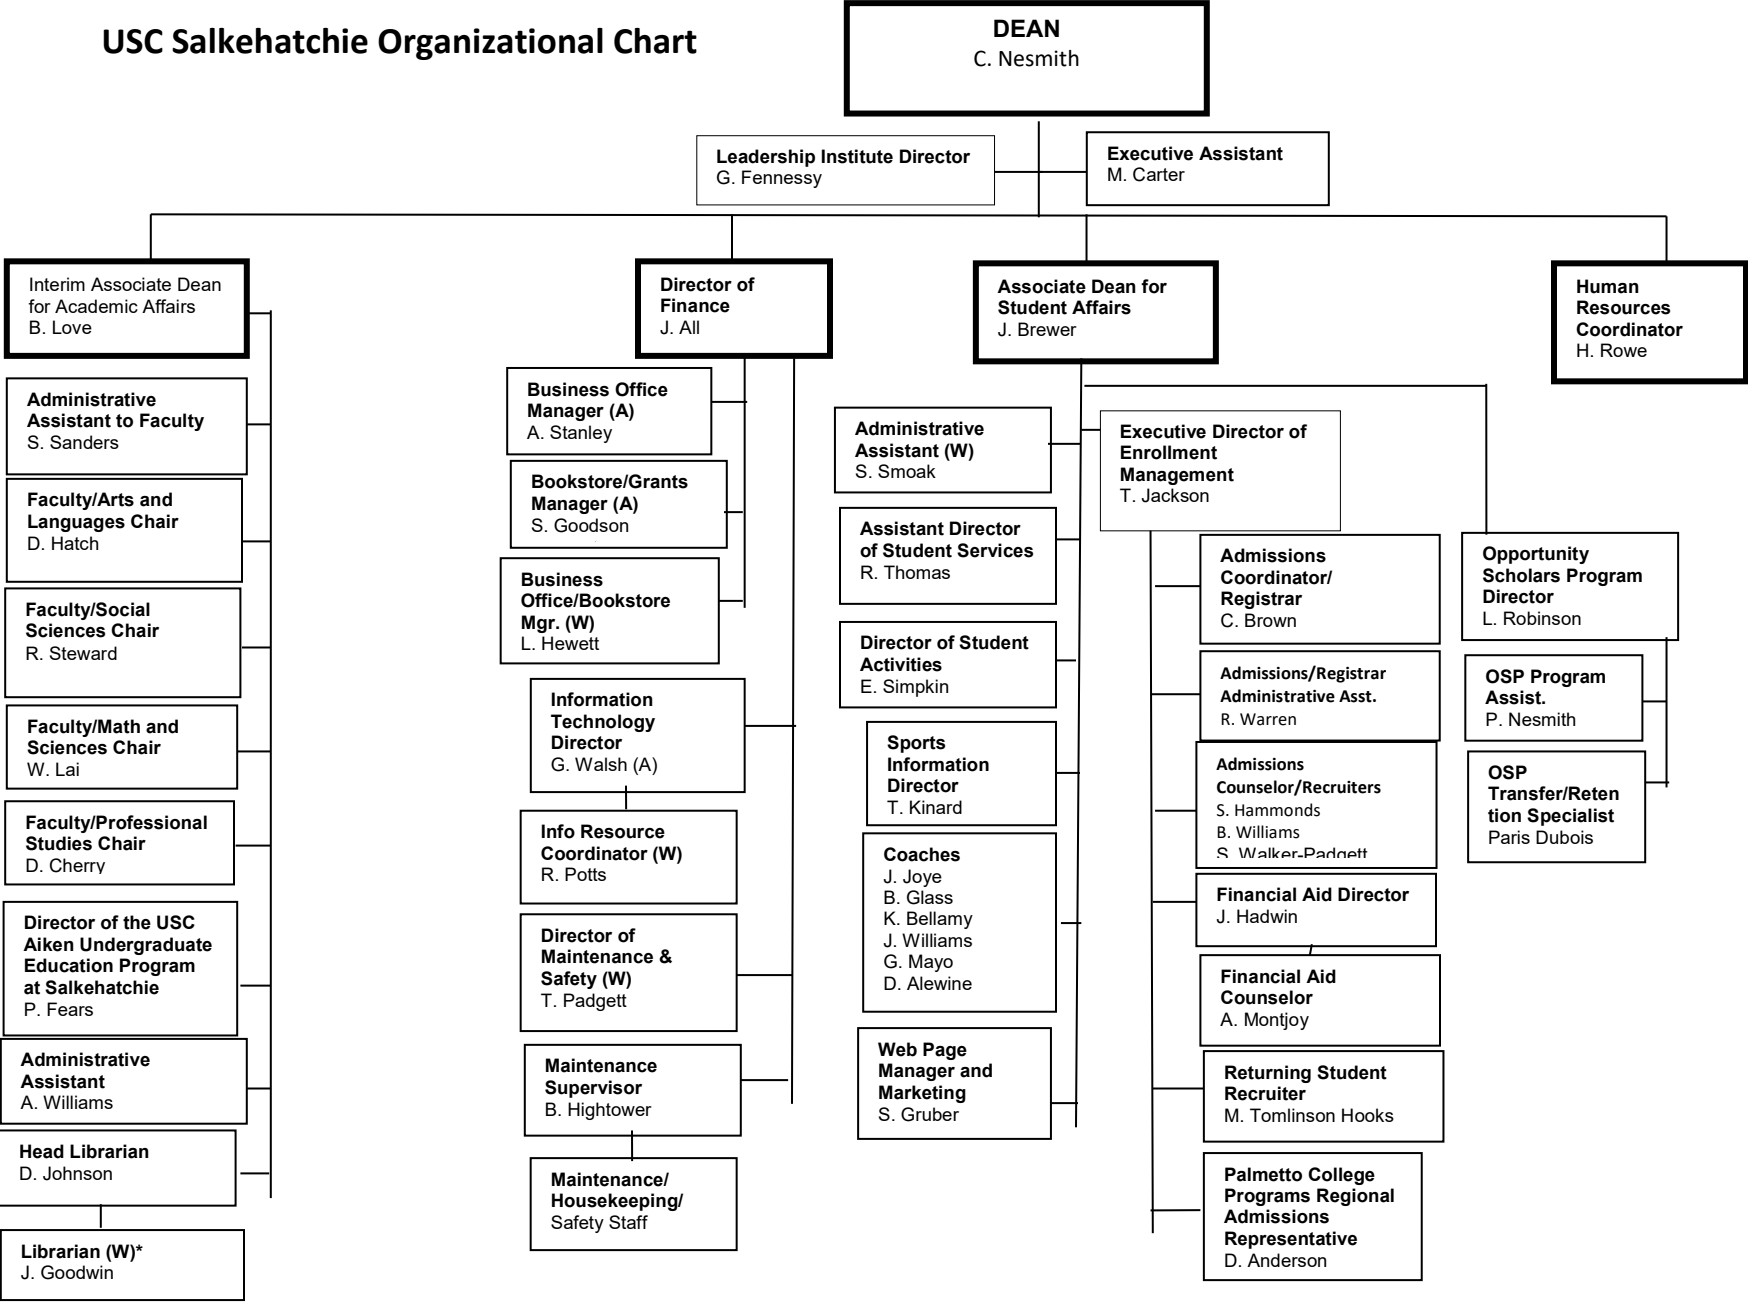 USC Salkehatchie Organizational Chart
DEAN
C. Nesmith
Leadership Institute Director
G. Fennessy
Executive Assistant
M. Carter
Interim Associate Dean
for Academic Affairs
B. Love
Administrative
Assistant to Faculty
S. Sanders
Faculty/Arts and
Languages Chair
D. Hatch
Faculty/Social
Sciences Chair
R. Steward
Faculty/Math and
Sciences Chair
W. Lai
Faculty/Professional
Studies Chair
D. Cherry
Director of the USC
Aiken Undergraduate
Education Program
at Salkehatchie
P. Fears
Administrative
Assistant
A. Williams
Head Librarian
D. Johnson
Librarian (W)*
J. Goodwin
Director of
Finance
J. All
Business Office
Manager (A)
A. Stanley
Bookstore/Grants
Manager (A)
S. Goodson
Business
Office/Bookstore
Mgr. (W)
L. Hewett
Information
Technology
Director
G. Walsh (A)
Info Resource
Coordinator (W)
R. Potts
Director of
Maintenance &
Safety (W)
T. Padgett
Maintenance
Supervisor
B. Hightower
Maintenance/
Housekeeping/
Safety Staff
Associate Dean for
Student Affairs
J. Brewer
Administrative
Assistant (W)
S. Smoak
Assistant Director
of Student Services
R. Thomas
Director of Student
Activities
E. Simpkin
Sports
Information
Director
T. Kinard
Coaches
J. Joye
B. Glass
K. Bellamy
J. Williams
G. Mayo
D. Alewine
Web Page
Manager and
Marketing
S. Gruber
Executive Director of
Enrollment
Management
T. Jackson
Admissions
Coordinator/
Registrar
C. Brown
Admissions/Registrar
Administrative Asst.
R. Warren
Admissions
Counselor/Recruiters
S. Hammonds
B. Williams
S. Walker-Padgett
Financial Aid Director
J. Hadwin
Financial Aid
Counselor
A. Montjoy
Returning Student
Recruiter
M. Tomlinson Hooks
Palmetto College
Programs Regional
Admissions
Representative
D. Anderson
Opportunity
Scholars Program
Director
L. Robinson
OSP Program
Assist.
P. Nesmith
OSP
Transfer/Reten
tion Specialist
Paris Dubois
Human
Resources
Coordinator
H. Rowe